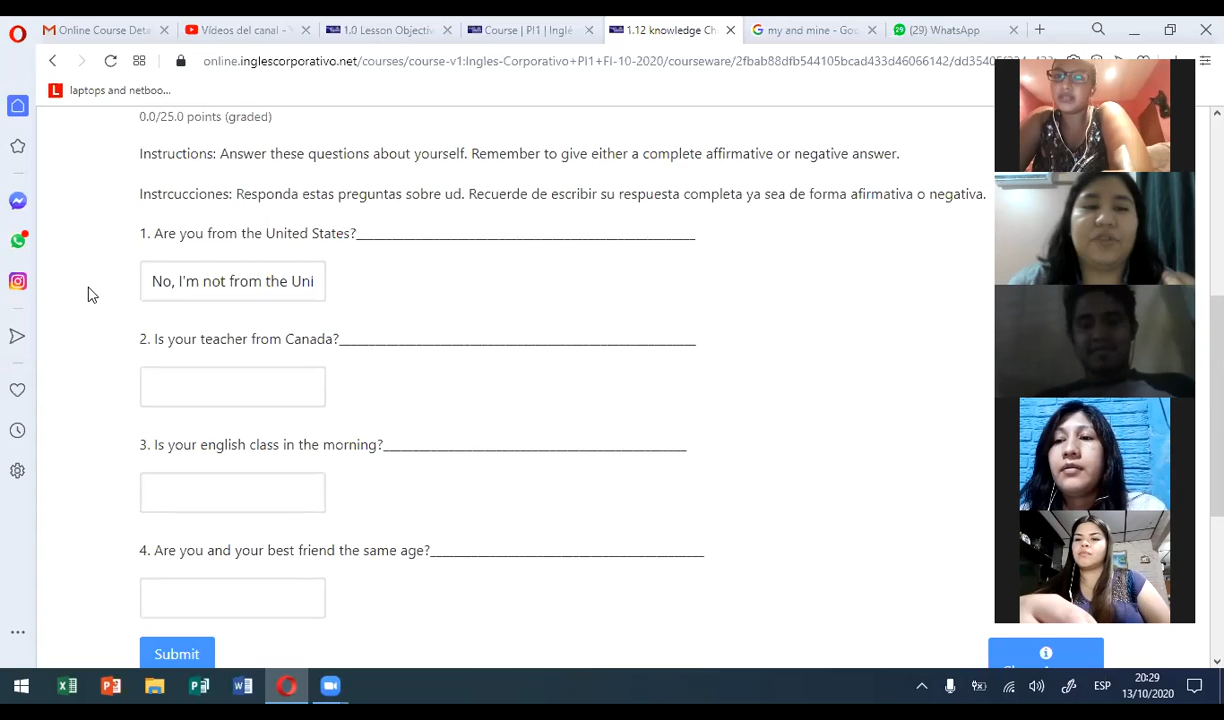 Online Course Deta
Vídeos del canal - Y
1.0 Lesson Objectiv
Course | PI1 | Inglé
1.12 knowledge Ch
my and mine - Goo
(29) WhatsApp
online.inglescorporativo.net/courses/course-v1:Ingles-Corporativo+PI1+FI-10-2020/courseware/2fbab88dfb544105bcad433d46066142/dd35405
laptops and netboo...
0.0/25.0 points (graded)
Instructions: Answer these questions about yourself. Remember to give either a complete affirmative or negative answer.
Instrucciones: Responda estas preguntas sobre ud. Recuerde de escribir su respuesta completa ya sea de forma afirmativa o negativa.
1. Are you from the United States?
No, I'm not from the Uni
2. Is your teacher from Canada?
3. Is your english class in the morning?
4. Are you and your best friend the same age?
Submit
ESP
20:29
13/10/2020